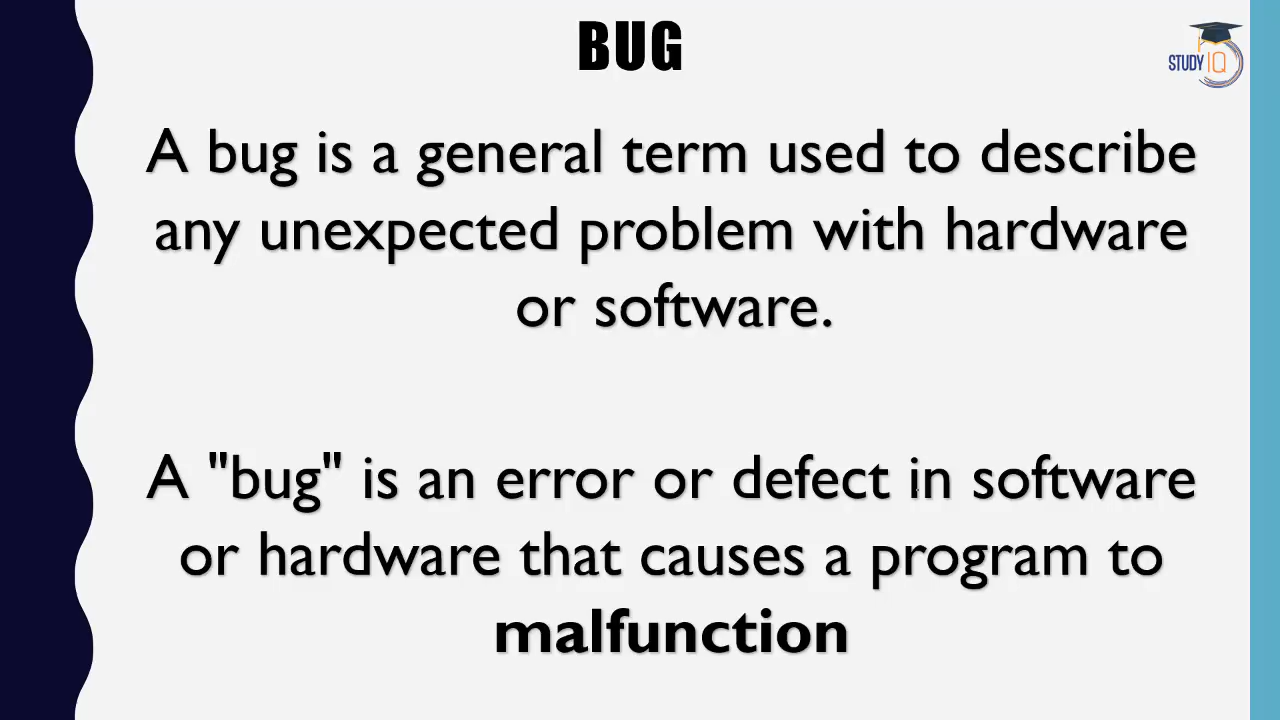 BUG
STUDY IQ
A bug is a general term used to describe
any unexpected problem with hardware
or software.
A "bug" is an error or defect in software
or hardware that causes a program to
malfunction